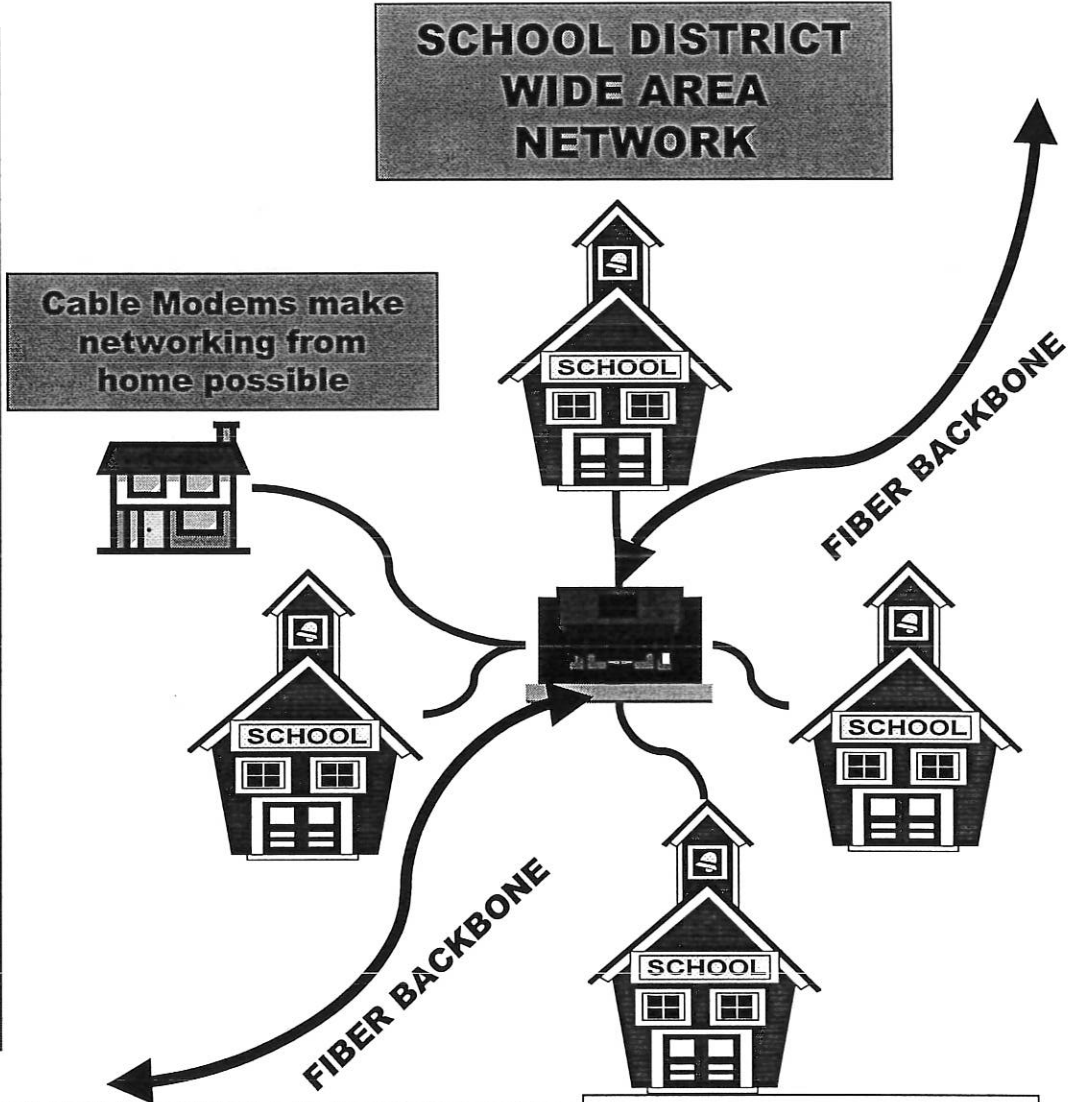 SCHOOL DISTRICT
WIDE AREA
NETWORK
Cable Modems make
networking from
home possible
SCHOOL
FIBER BACKBONE
SCHOOL
SCHOOL
FIBER BACKBONE
SCHOOL